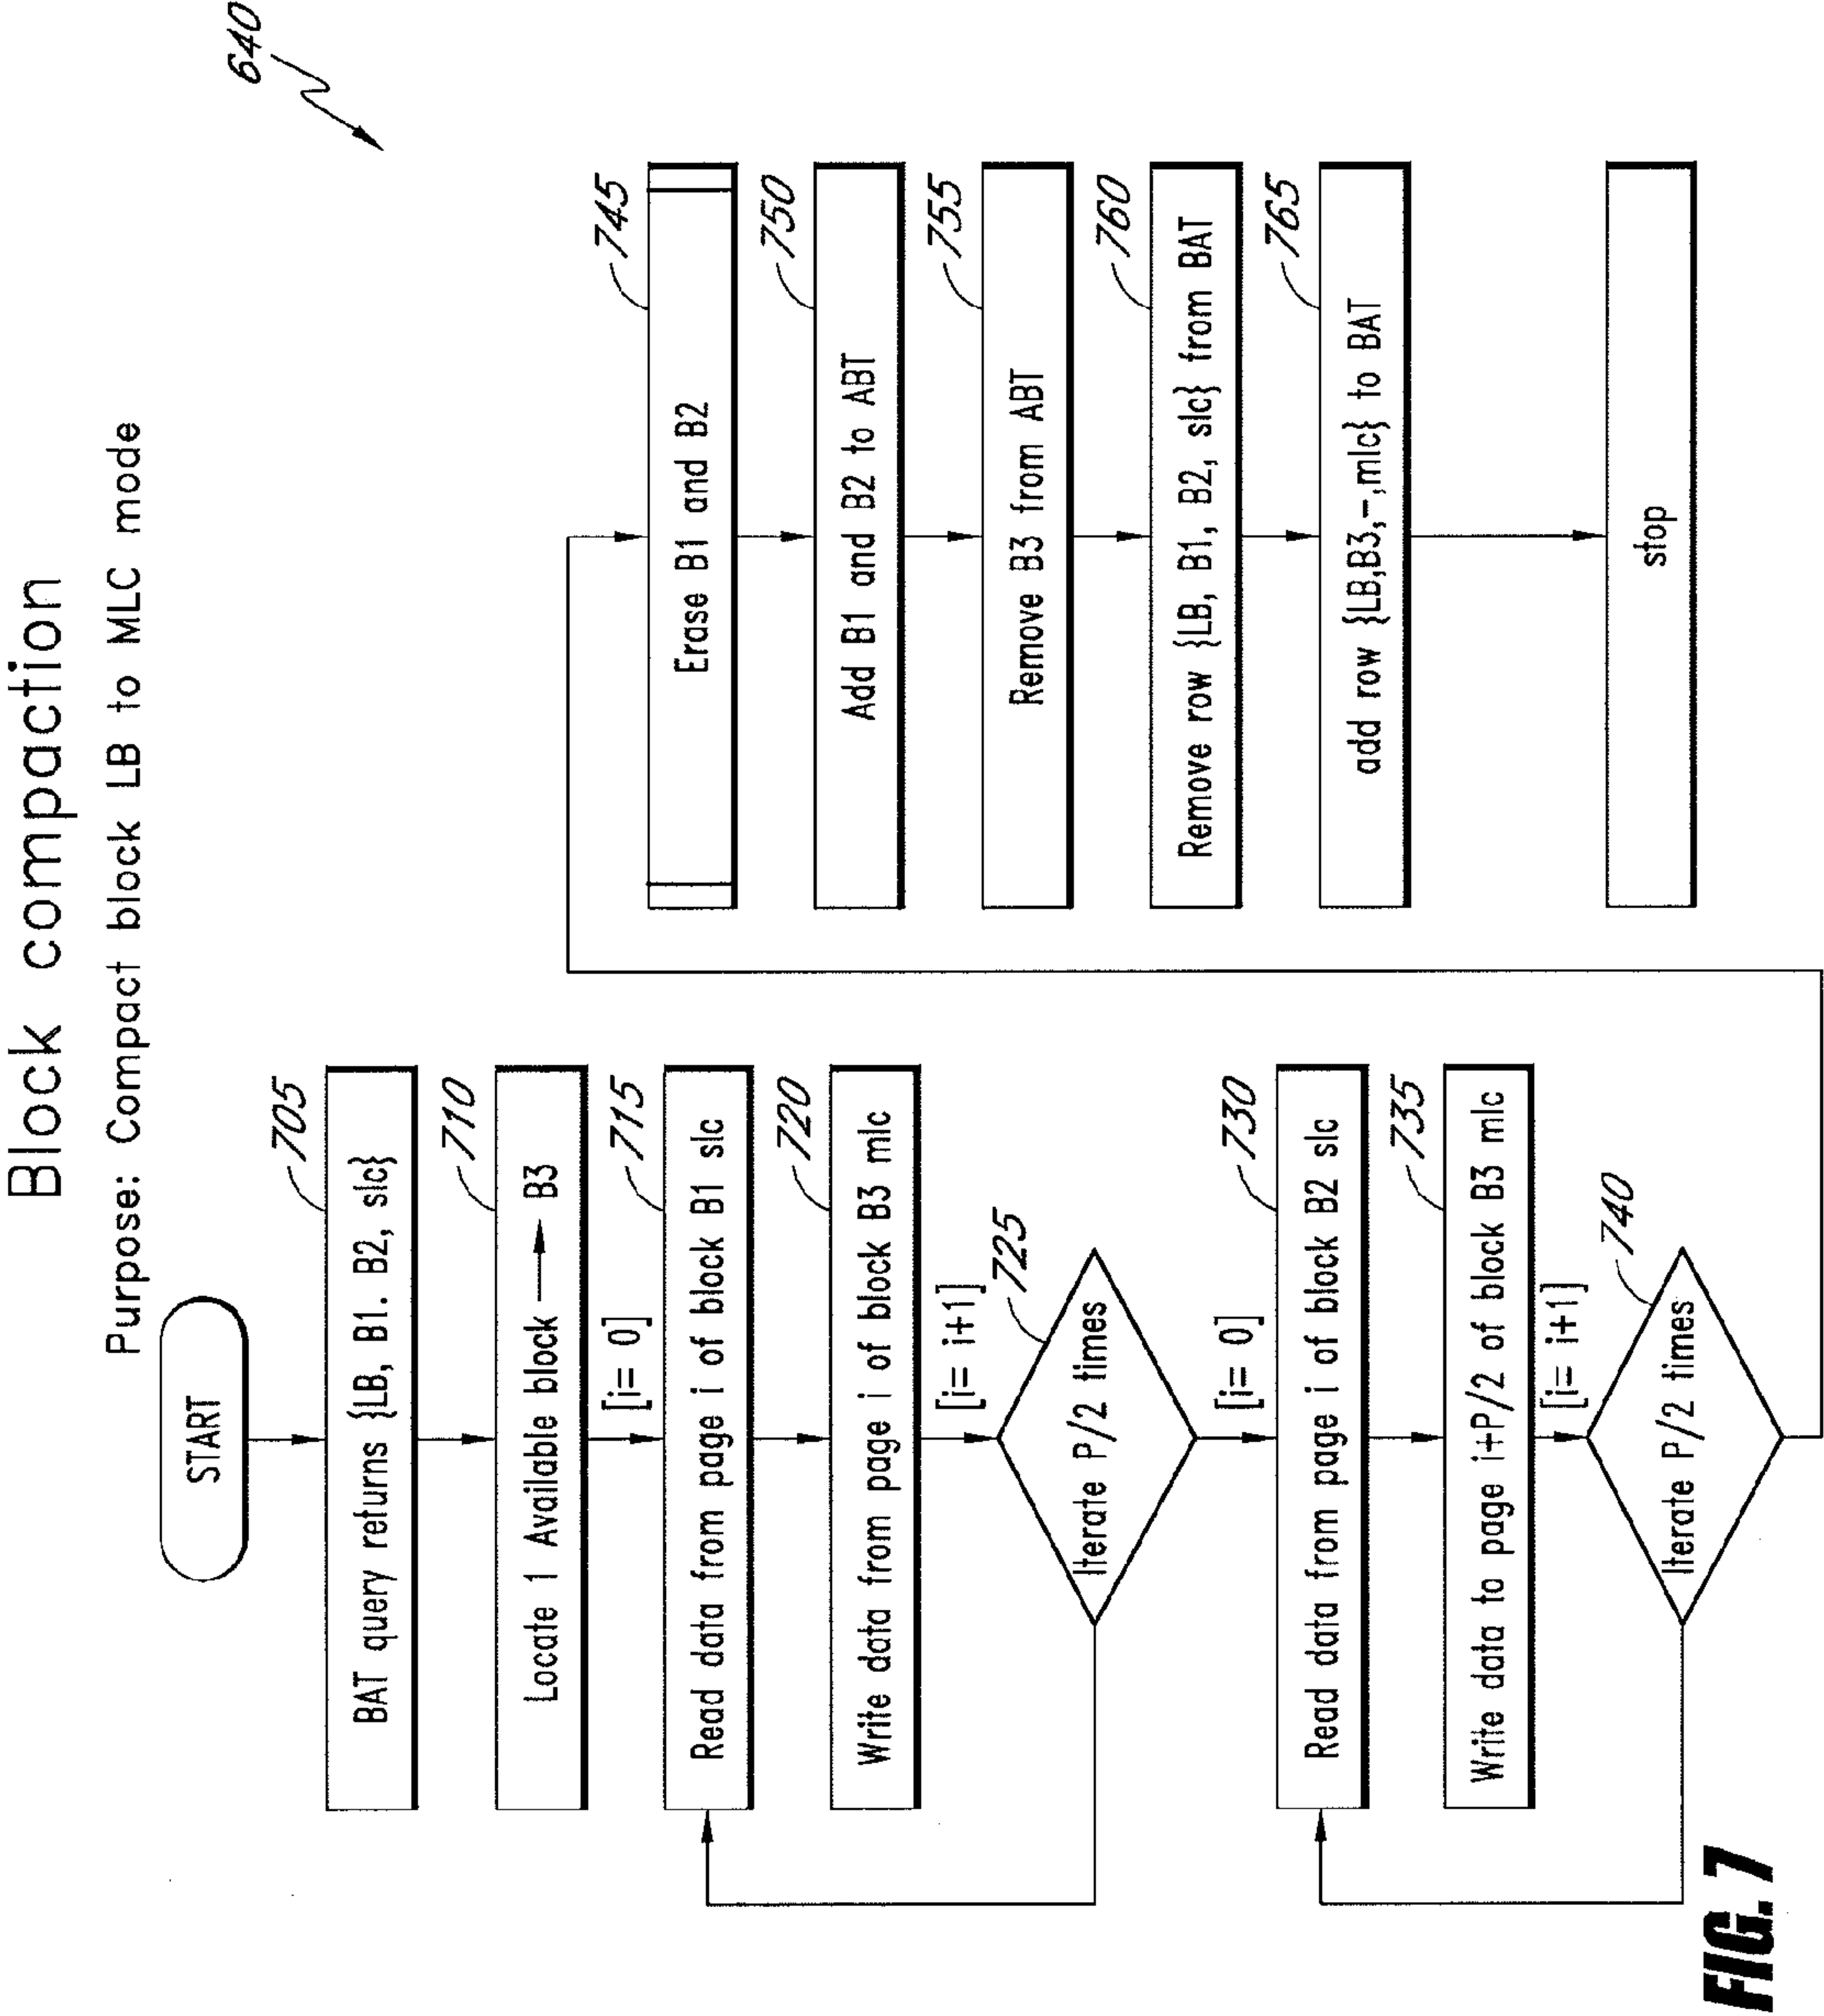 Block compaction
Purpose: Compact block LB to MLC mode
640
START
705
BAT query returns {LB, B1. B2, slc}
710
Locate 1 Available block → B3
[i= 0]
715
Read data from page i of block B1 slc
720
Write data from page i of block B3 mlc
[i= i+1]
725
Iterate P/2 times
[i= 0]
730
Read data from page i of block B2 slc
735
Write data to page i+P/2 of block B3 mlc
[i= i+1]
740
Iterate P/2 times
745
Erase B1 and B2
750
Add B1 and B2 to ABT
755
Remove B3 from ABT
760
Remove row {LB, B1, B2, slc} from BAT
765
add row {LB,B3,-,mlc} to BAT
stop
FIG. 7